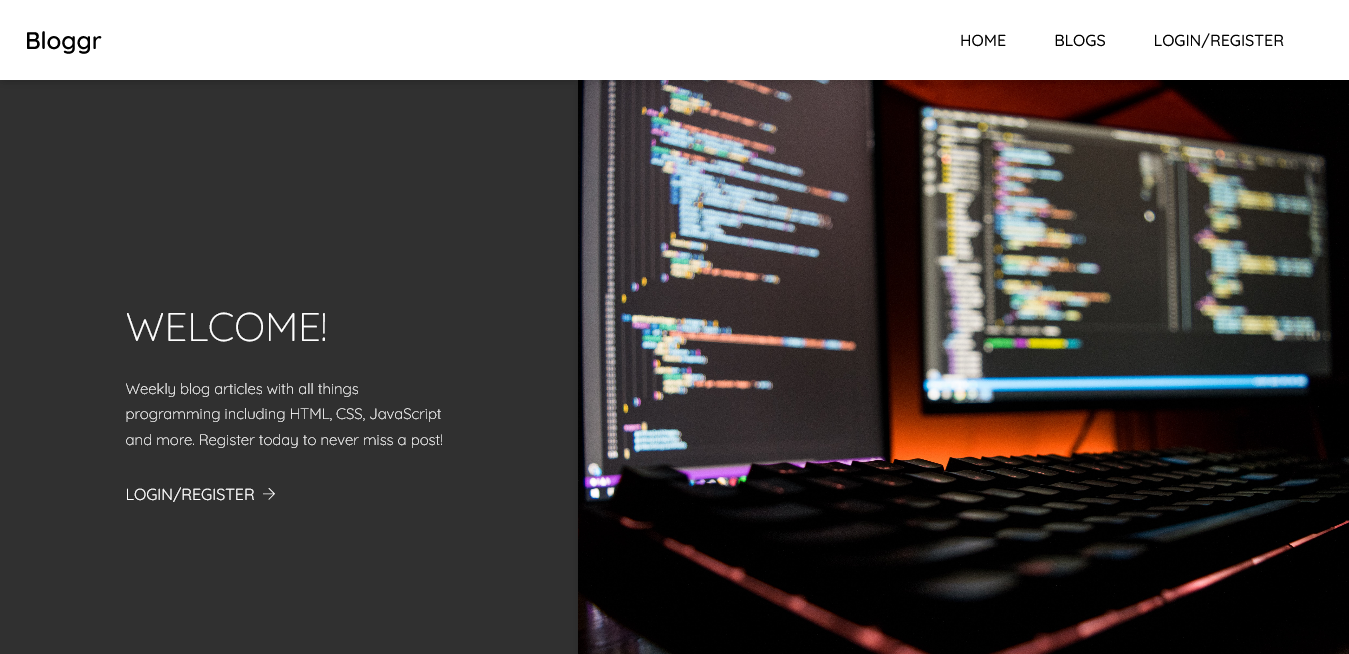 Bloggr
HOME
BLOGS
LOGIN/REGISTER
WELCOME!
Weekly blog articles with all things
programming including HTML, CSS, JavaScript
and more. Register today to never miss a post!
LOGIN/REGISTER →